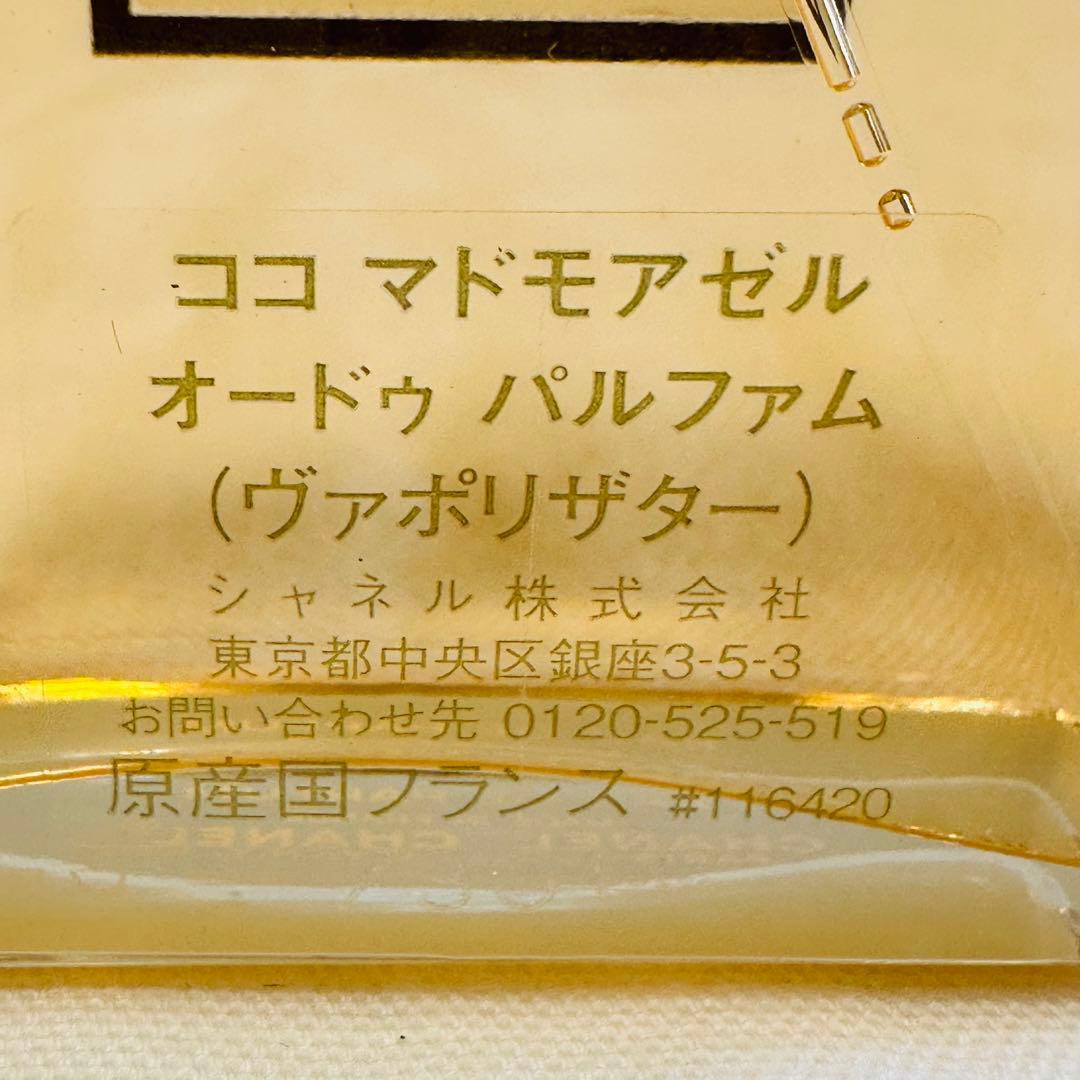 ココ マドモアゼル
オードゥ パルファム
(ヴァポリザター)
シャネル株式会社
東京都中央区銀座3-5-3
お問い合わせ先 0120-525-519
原産国フランス #116420
CHANEL CHANEL